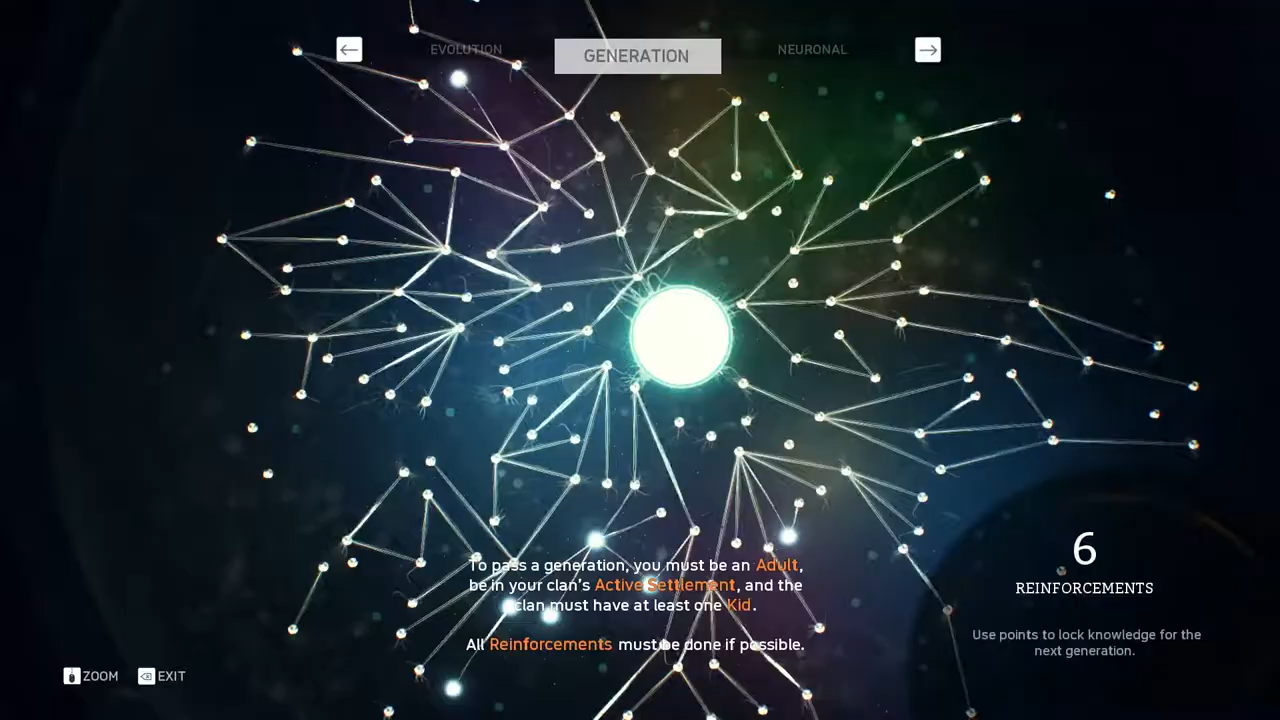 EVOLUTION
GENERATION
NEURONAL
To pass a generation, you must be an Adult,
be in your clan's Active Settlement, and the
clan must have at least one Kid.
All Reinforcements must be done if possible.
6
REINFORCEMENTS
Use points to lock knowledge for the
next generation.
ZOOM
EXIT